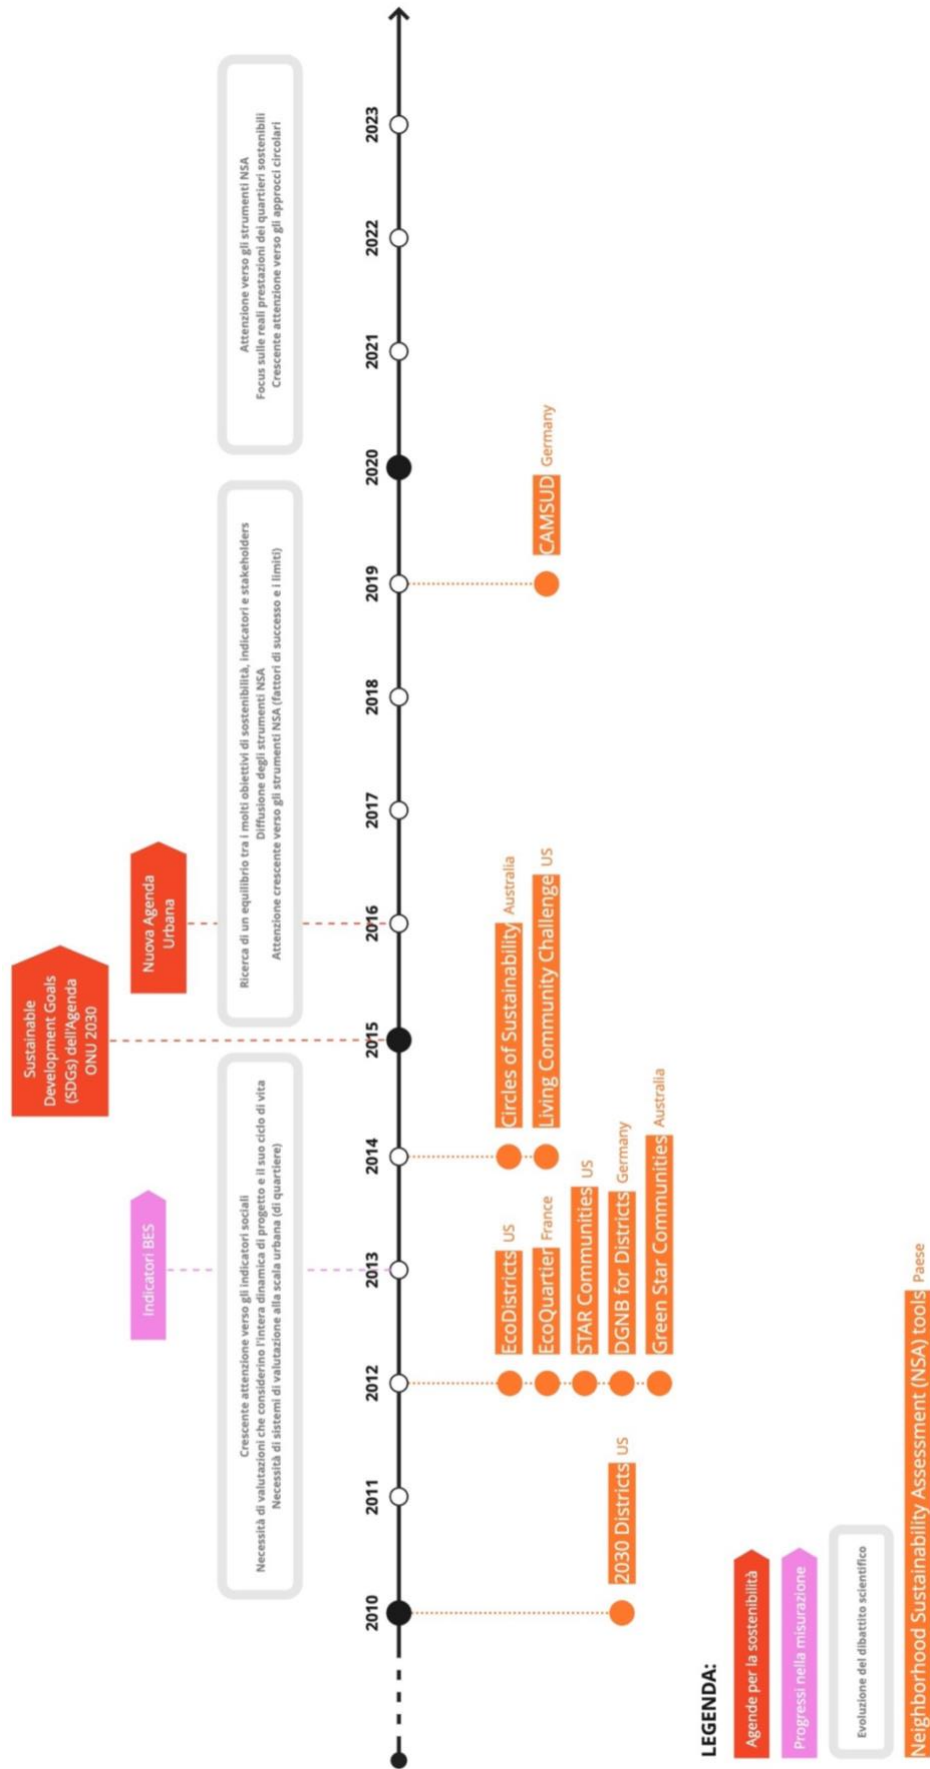 Sustainable
Development Goals
(SDGs) dell'Agenda
ONU 2030
Indicatori BES
Nuova Agenda
Urbana
Crescente attenzione verso gli indicatori sociali
Necessità di valutazioni che considerino l'intera dinamica di progetto e il suo ciclo di vita
Necessità di sistemi di valutazione alla scala urbana (di quartiere)
Ricerca di un equilibrio tra i molti obiettivi di sostenibilità, indicatori e stakeholders
Diffusione degli strumenti NSA
Attenzione crescente verso gli strumenti NSA (fattori di successo e i limiti)
Attenzione verso gli strumenti NSA
Focus sulle reali prestazioni dei quartieri sostenibili
Crescente attenzione verso gli approcci circolari
2010
2011
2012
2013
2014
2015
2016
2017
2018
2019
2020
2021
2022
2023
2030 Districts US
EcoDistricts US
EcoQuartier France
STAR Communities US
DGNB for Districts Germany
Green Star Communities Australia
Circles of Sustainability Australia
Living Community Challenge US
CAMSUD Germany
LEGENDA:
Agende per la sostenibilità
Progressi nella misurazione
Evoluzione del dibattito scientifico
Neighborhood Sustainability Assessment (NSA) tools Paese